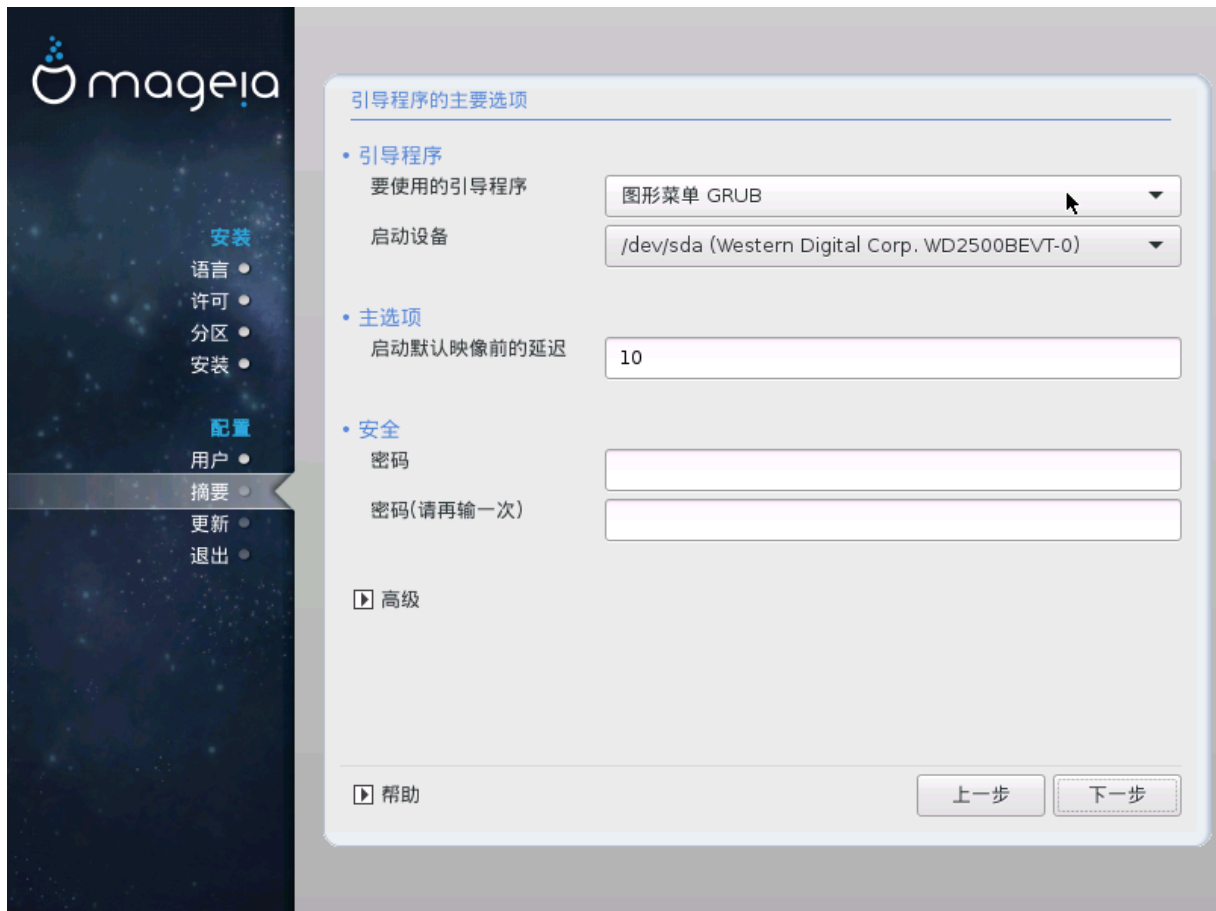 mageia
安装
语言
许可
分区
安装
配置
用户
摘要
更新
退出
引导程序的主要选项
引导程序
要使用的引导程序
图形菜单 GRUB
启动设备
/dev/sda (Western Digital Corp. WD2500BEVT-0)
主选项
启动默认映像前的延迟
10
安全
密码
密码(请再输一次)
高级
帮助
上一步
下一步